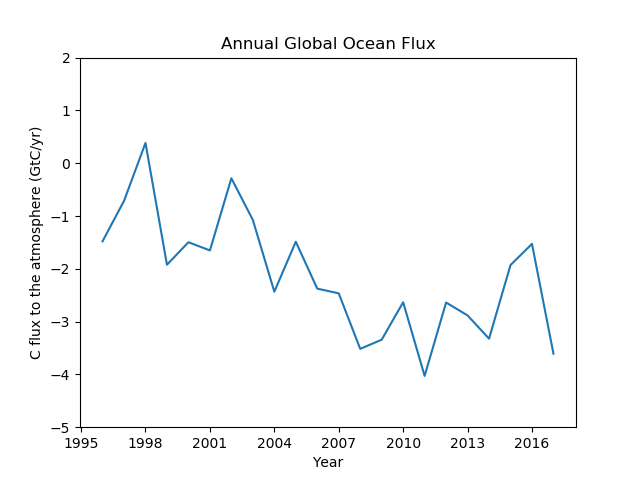 Annual Global Ocean Flux
C flux to the atmosphere (GtC/yr)
2
1
0
−1
−2
−3
−4
−5
1995 1998 2001 2004 2007 2010 2013 2016
Year